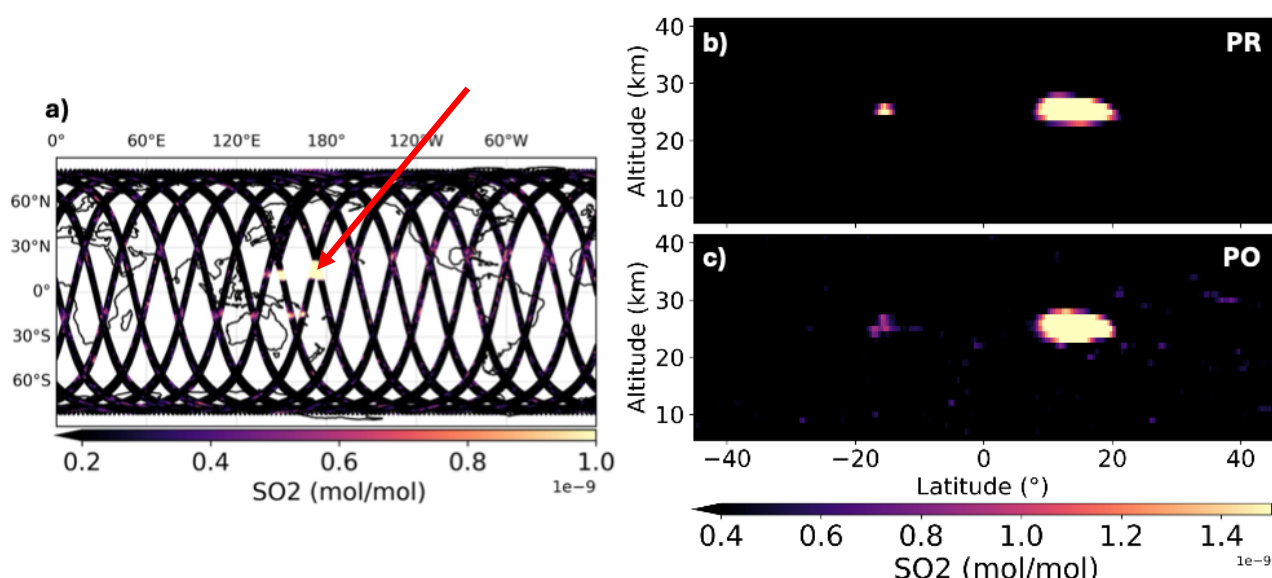 a)
0° 60°E 120°E 180° 120°W 60°W
60°N
30°N
0°
30°S
60°S
0.2 0.4 0.6 0.8 1.0
SO2 (mol/mol)
1e−9
b) PR
Altitude (km)
40
30
20
10
c) PO
Altitude (km)
40
30
20
10
−40 −20 0 20 40
Latitude (°)
0.4 0.6 0.8 1.0 1.2 1.4
SO2 (mol/mol)
1e−9